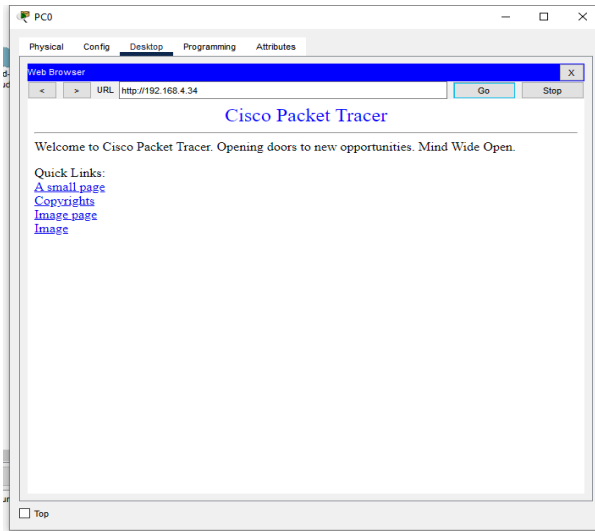 PC0
Physical Config Desktop Programming Attributes
Web Browser X
< > URL http://192.168.4.34 Go Stop
Cisco Packet Tracer
Welcome to Cisco Packet Tracer. Opening doors to new opportunities. Mind Wide Open.
Quick Links:
A small page
Copyrights
Image page
Image
Top